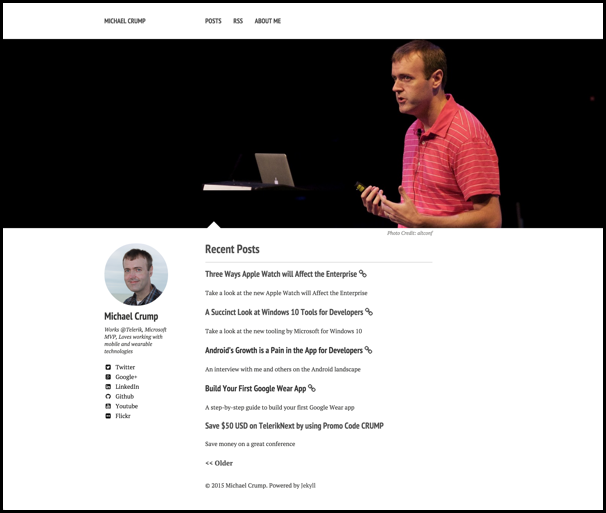 MICHAEL CRUMP
POSTS RSS ABOUT ME
Photo Credit: altconf
Michael Crump
Works @Telerik, Microsoft
MVP, Loves working with
mobile and wearable
technologies
Twitter
Google+
LinkedIn
Github
Youtube
Flickr
Recent Posts
Three Ways Apple Watch will Affect the Enterprise
Take a look at the new Apple Watch will Affect the Enterprise
A Succinct Look at Windows 10 Tools for Developers
Take a look at the new tooling by Microsoft for Windows 10
Android's Growth is a Pain in the App for Developers
An interview with me and others on the Android landscape
Build Your First Google Wear App
A step-by-step guide to build your first Google Wear app
Save $50 USD on TelerikNext by using Promo Code CRUMP
Save money on a great conference
<< Older
© 2015 Michael Crump. Powered by Jekyll